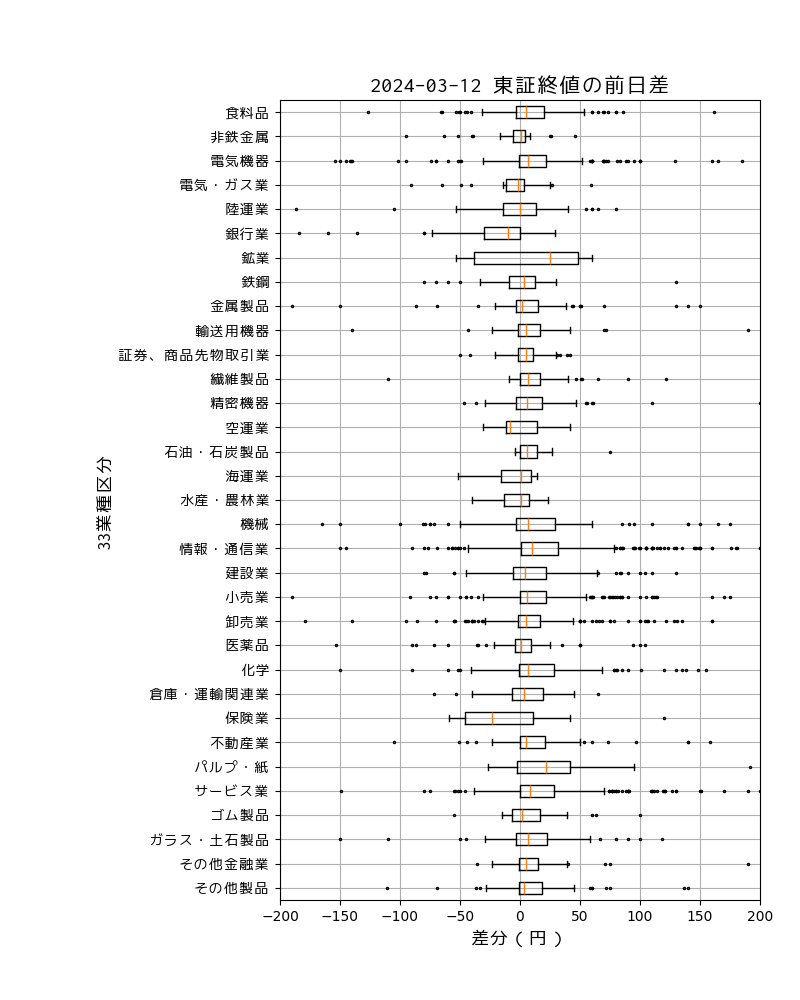 2024-03-12 東証終値の前日差
食料品
非鉄金属
電気機器
電気・ガス業
陸運業
銀行業
鉱業
鉄鋼
金属製品
輸送用機器
証券、商品先物取引業
繊維製品
精密機器
空運業
石油・石炭製品
海運業
水産・農林業
機械
情報・通信業
建設業
小売業
卸売業
医薬品
化学
倉庫・運輸関連業
保険業
不動産業
パルプ・紙
サービス業
ゴム製品
ガラス・土石製品
その他金融業
その他製品
33業種区分
−200 −150 −100 −50 0 50 100 150 200
差分(円)